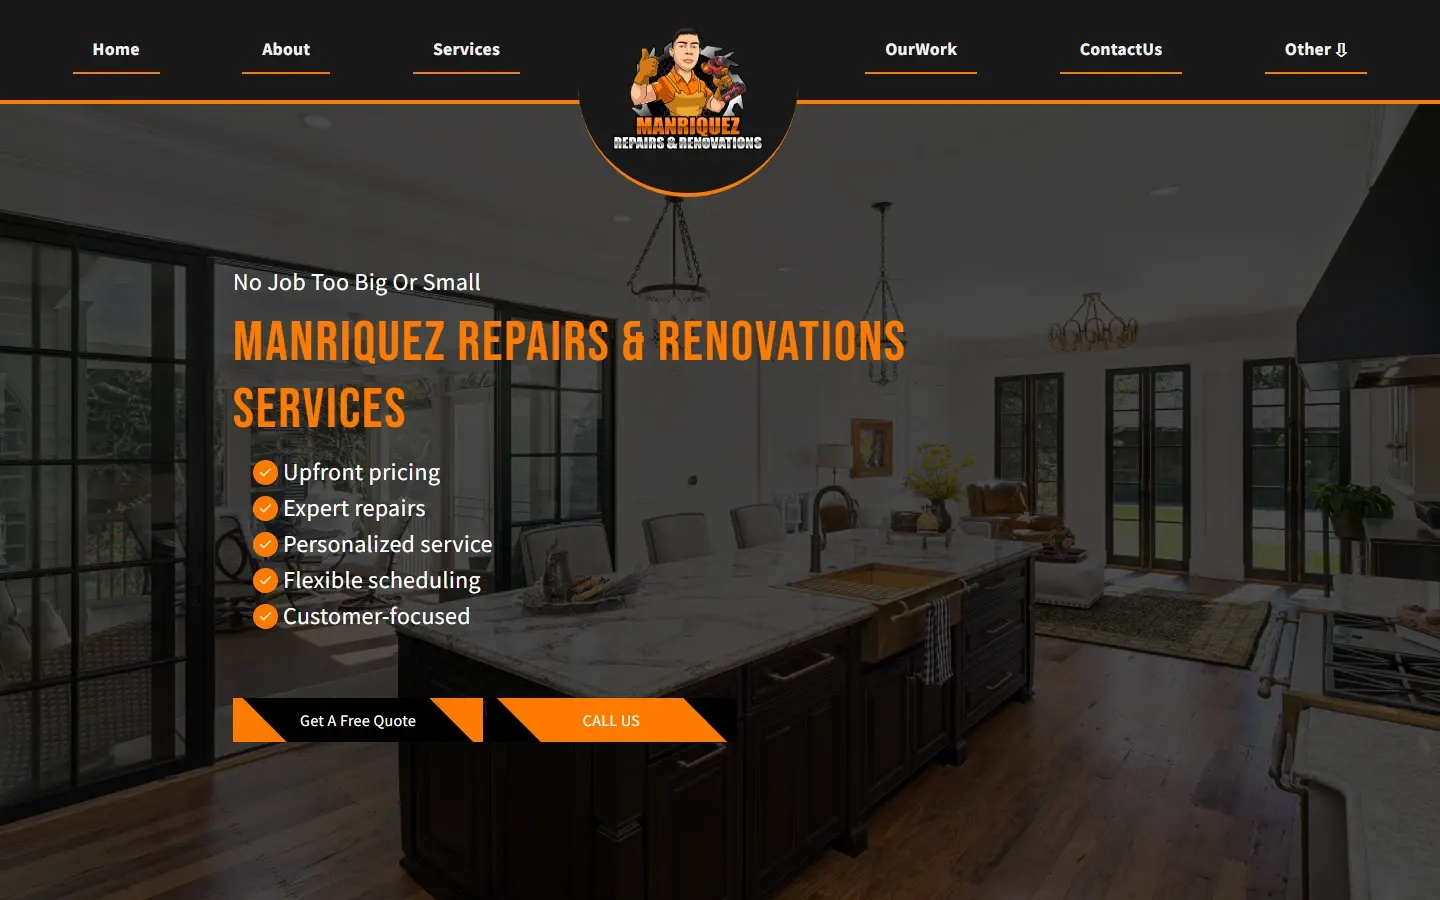 Home
About
Services
MANRIQUEZ
REPAIRS & RENOVATIONS
OurWork
ContactUs
Other ⇩
No Job Too Big Or Small
MANRIQUEZ REPAIRS & RENOVATIONS
SERVICES
Upfront pricing
Expert repairs
Personalized service
Flexible scheduling
Customer-focused
Get A Free Quote
CALL US